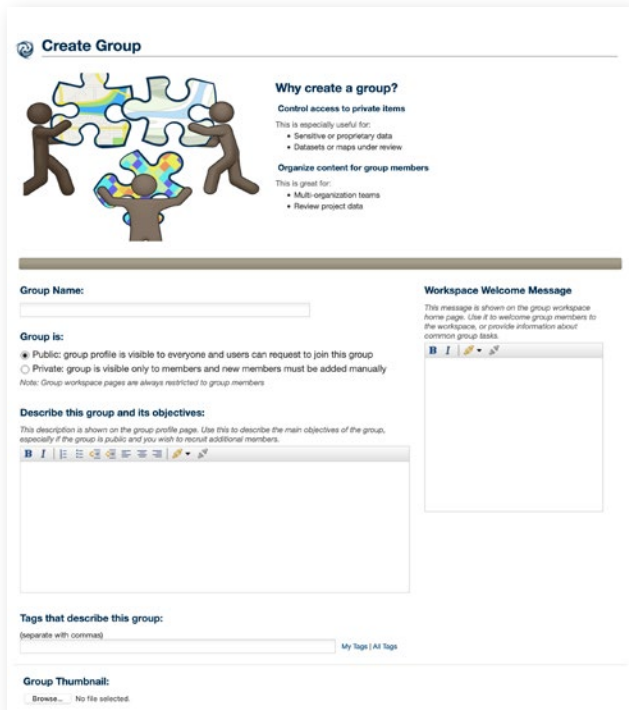 Create Group
Why create a group?
Control access to private items
This is especially useful for:
• Sensitive or proprietary data
• Datasets or maps under review
Organize content for group members
This is great for:
• Multi-organization teams
• Review project data
Group Name:
Group is:
Public: group profile is visible to everyone and users can request to join this group
Private: group is visible only to members and new members must be added manually
Note: Group workspace pages are always restricted to group members
Describe this group and its objectives:
This description is shown on the group profile page. Use this to describe the main objectives of the group,
especially if the group is public and you wish to recruit additional members.
B I
Tags that describe this group:
(separate with commas)
My Tags | All Tags
Group Thumbnail:
Browse... No file selected.
Workspace Welcome Message
This message is shown on the group workspace
home page. Use it to welcome group members to
the workspace, or provide information about
common group tasks.
B I